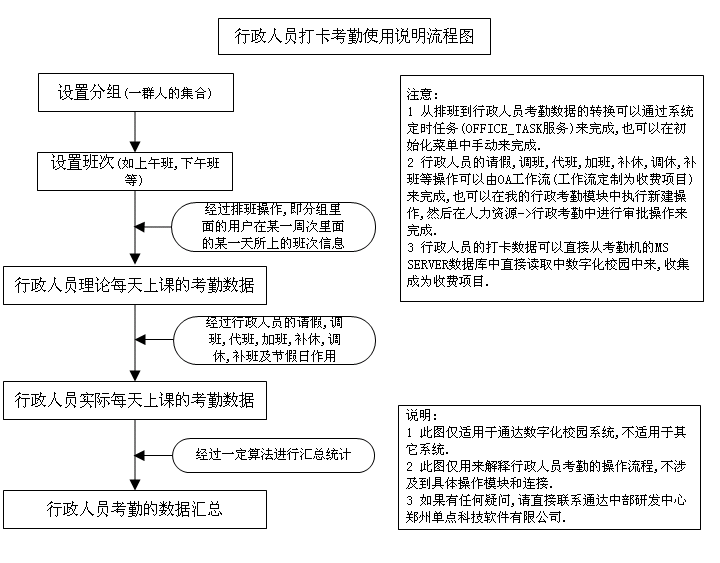 行政人员打卡考勤使用说明流程图
设置分组(一群人的集合)
设置班次(如上午班,下午班
等)
经过排班操作,即分组里
面的用户在某一周次里面
的某一天所上的班次信息
行政人员理论每天上课的考勤数据
经过行政人员的请假,调
班,代班,加班,补休,调
休,补班及节假日作用
行政人员实际每天上课的考勤数据
经过一定算法进行汇总统计
行政人员考勤的数据汇总
注意:
1 从排班到行政人员考勤数据的转换可以通过系统
定时任务(OFFICE_TASK服务)来完成,也可以在初
始化菜单中手动来完成.
2 行政人员的请假,调班,代班,加班,补休,调休,补
班等操作可以由OA工作流(工作流定制为收费项目)
来完成,也可以在我的行政考勤模块中执行新建操
作,然后在人力资源->行政考勤中进行审批操作来
完成.
3 行政人员的打卡数据可以直接从考勤机的MS
SERVER数据库中直接读取中数字化校园中来,收集
成为收费项目.
说明:
1 此图仅适用于通达数字化校园系统,不适用于其
它系统.
2 此图仅用来解释行政人员考勤的操作流程,不涉
及到具体操作模块和连接.
3 如果有任何疑问,请直接联系通达中部研发中心
郑州单点科技软件有限公司.